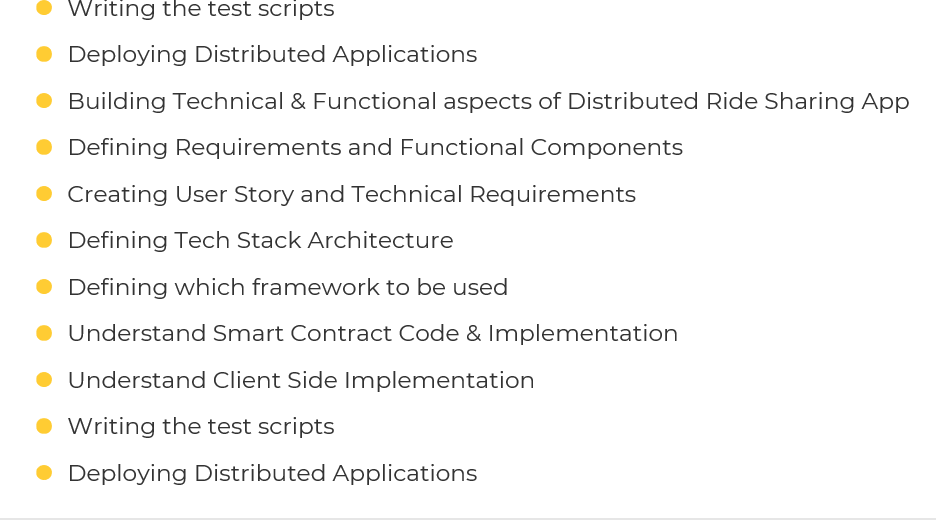 Writing the test scripts
Deploying Distributed Applications
Building Technical & Functional aspects of Distributed Ride Sharing App
Defining Requirements and Functional Components
Creating User Story and Technical Requirements
Defining Tech Stack Architecture
Defining which framework to be used
Understand Smart Contract Code & Implementation
Understand Client Side Implementation
Writing the test scripts
Deploying Distributed Applications